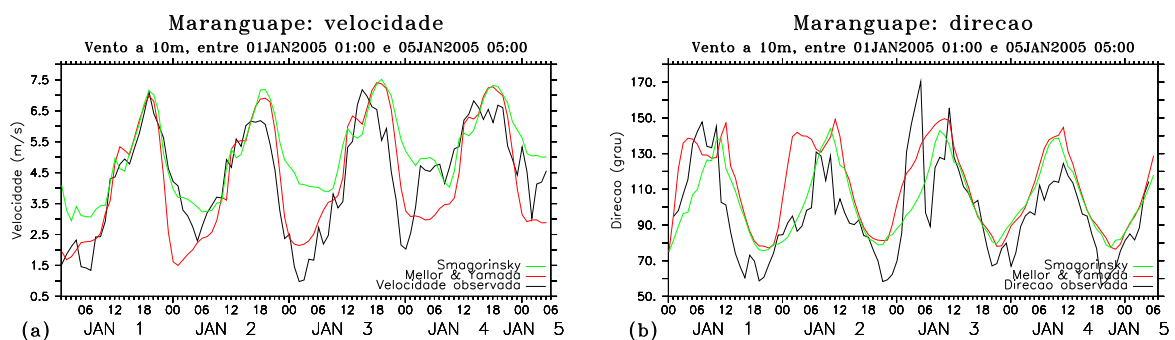 Maranguape: velocidade
Vento a 10m, entre 01JAN2005 01:00 e 05JAN2005 05:00
Velocidade (m/s)
7.5
6.5
5.5
4.5
3.5
2.5
1.5
0.5
Smagorinsky
Mellor & Yamada
Velocidade observada
06 12 18 00 06 12 18 00 06 12 18 00 06 12 18 00 06
(a) JAN 1 JAN 2 JAN 3 JAN 4 JAN 5
Maranguape: direcao
Vento a 10m, entre 01JAN2005 01:00 e 05JAN2005 05:00
Direcao (grau)
170.
150.
130.
110.
90.
70.
50.
Smagorinsky
Mellor & Yamada
Direcao observada
00 06 12 18 00 06 12 18 00 06 12 18 00 06 12 18 00 06
(b) JAN 1 JAN 2 JAN 3 JAN 4 JAN 5